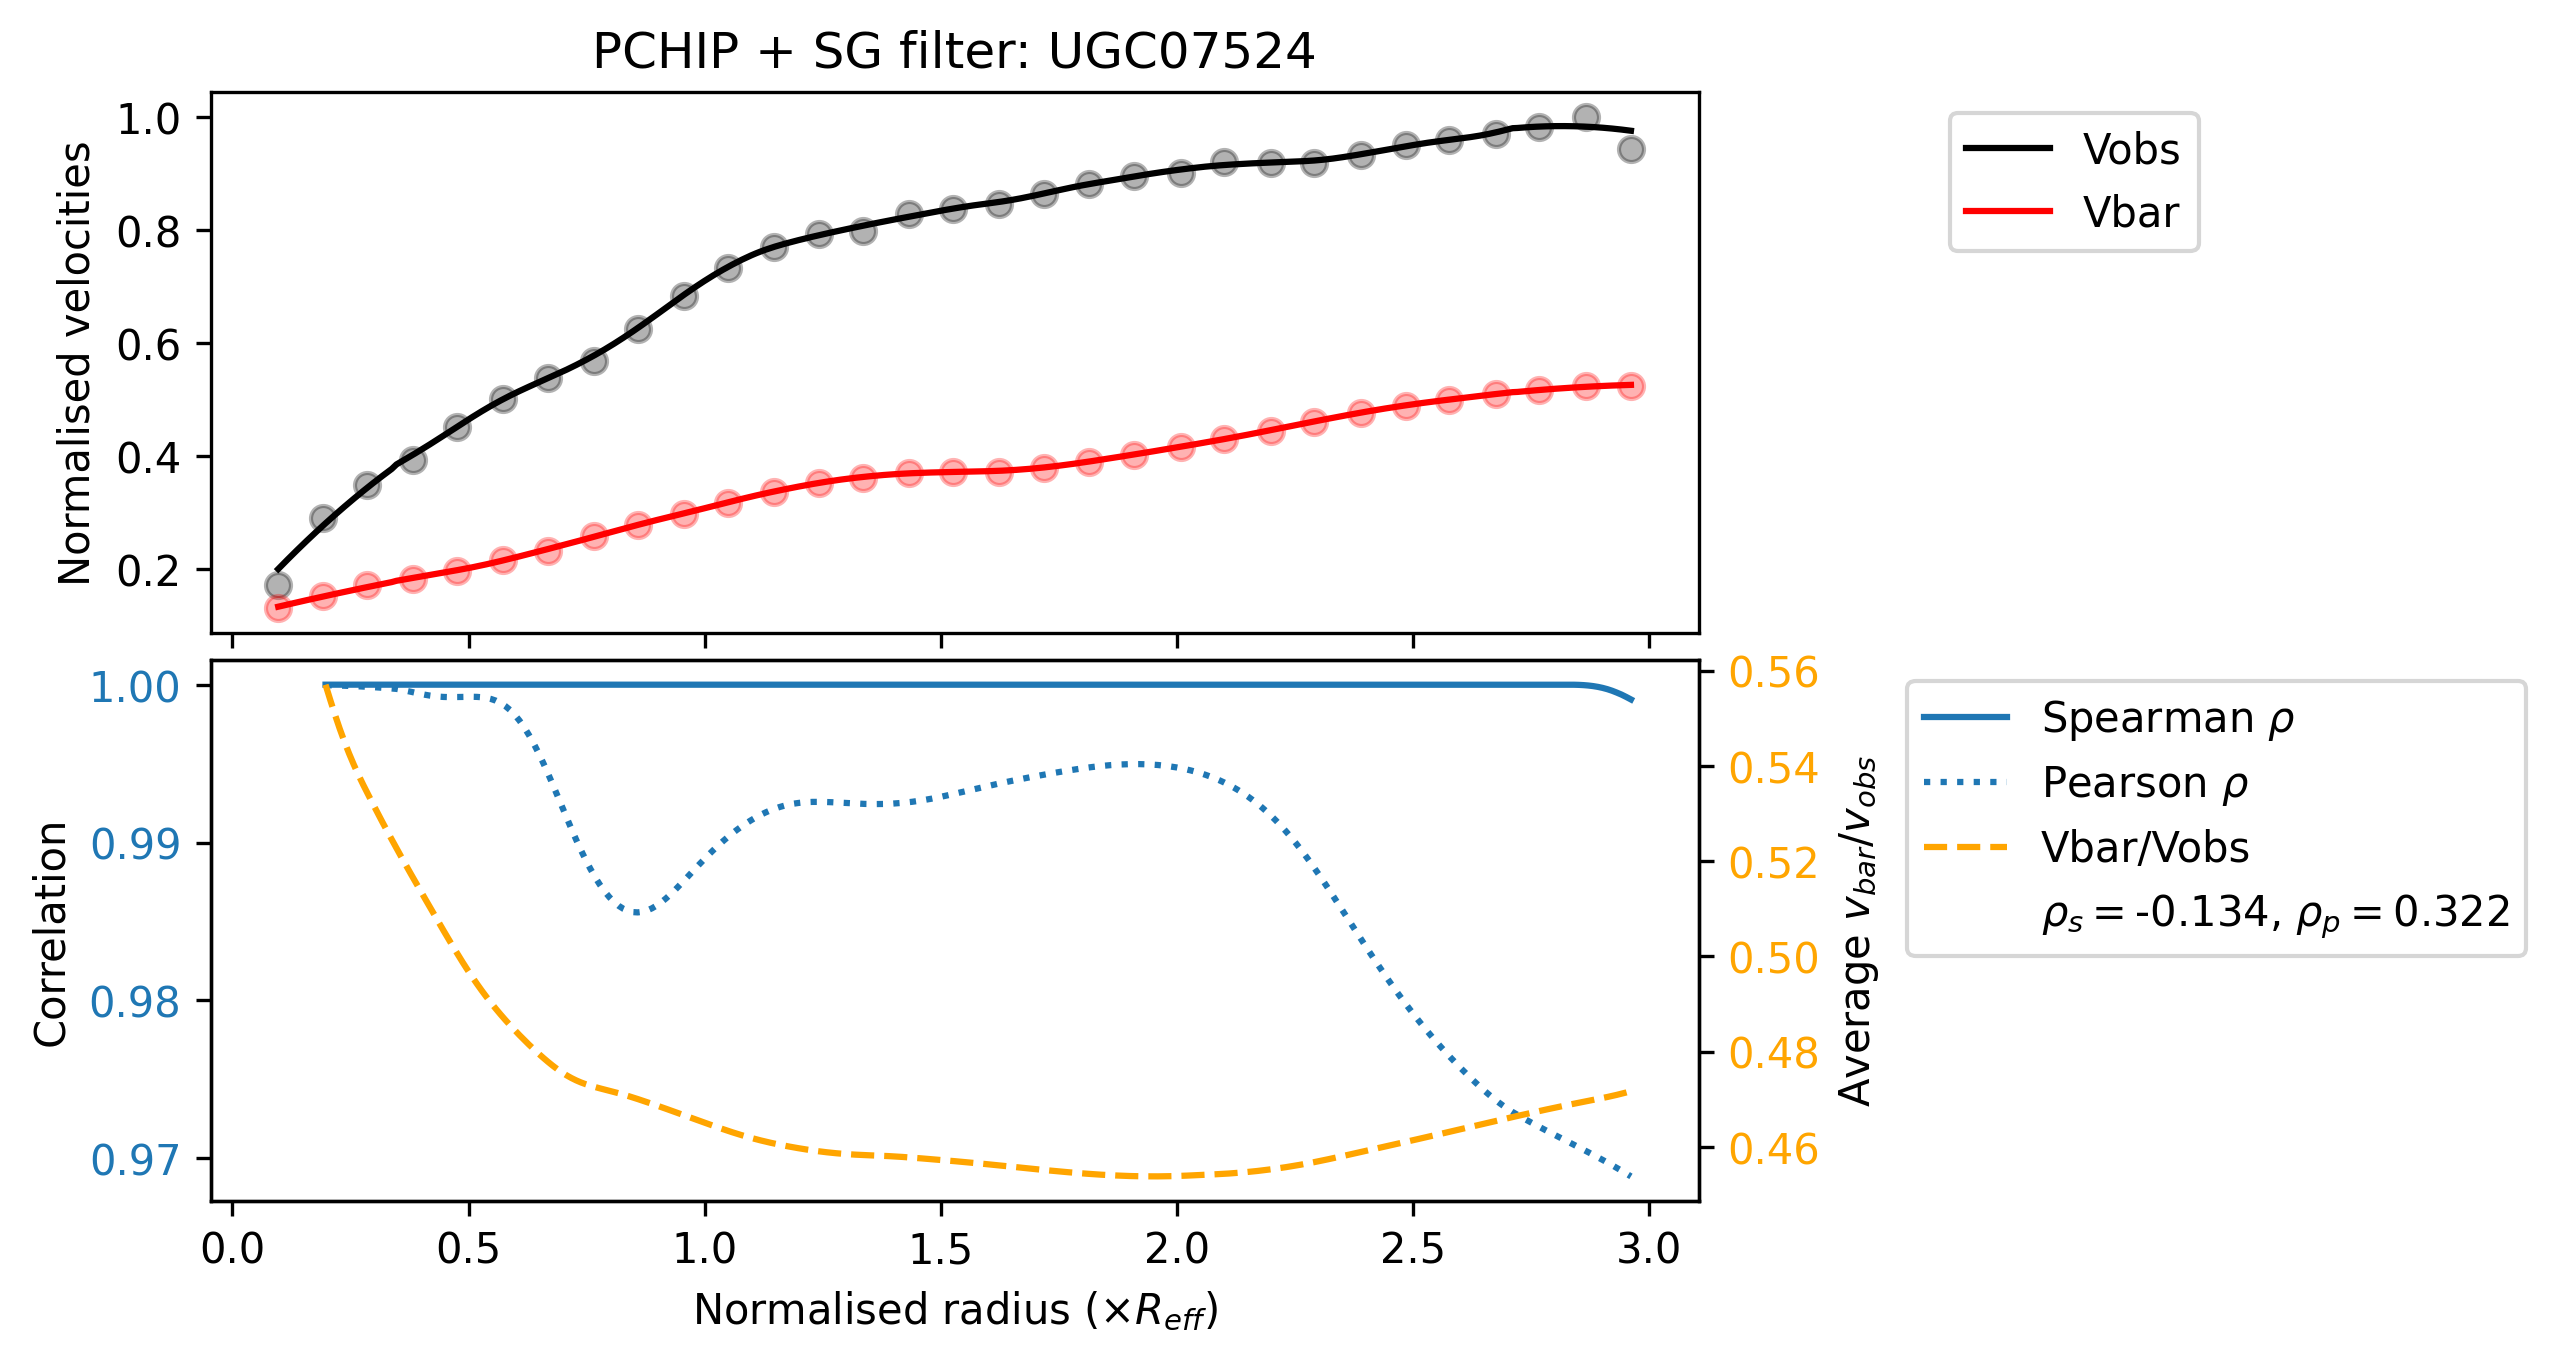 PCHIP + SG filter: UGC07524
Normalised velocities
1.0
0.8
0.6
0.4
0.2
Vobs
Vbar
Correlation
1.00
0.99
0.98
0.97
0.56
0.54
0.52
0.50
0.48
0.46
Average v_bar/v_obs
Spearman ρ
Pearson ρ
Vbar/Vobs
ρ_s = -0.134, ρ_p = 0.322
0.0 0.5 1.0 1.5 2.0 2.5 3.0
Normalised radius (×R_eff)